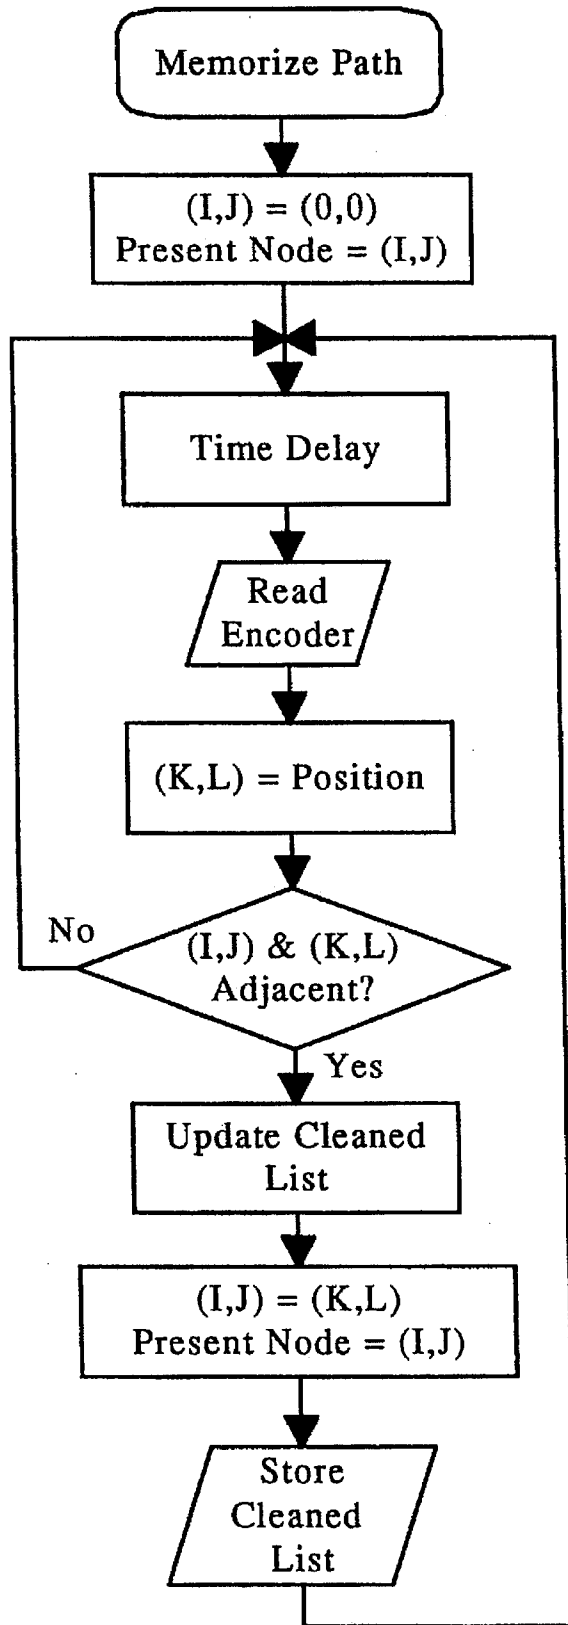 Memorize Path
(I,J) = (0,0)
Present Node = (I,J)
Time Delay
Read
Encoder
(K,L) = Position
No
(I,J) & (K,L)
Adjacent?
Yes
Update Cleaned
List
(I,J) = (K,L)
Present Node = (I,J)
Store
Cleaned
List